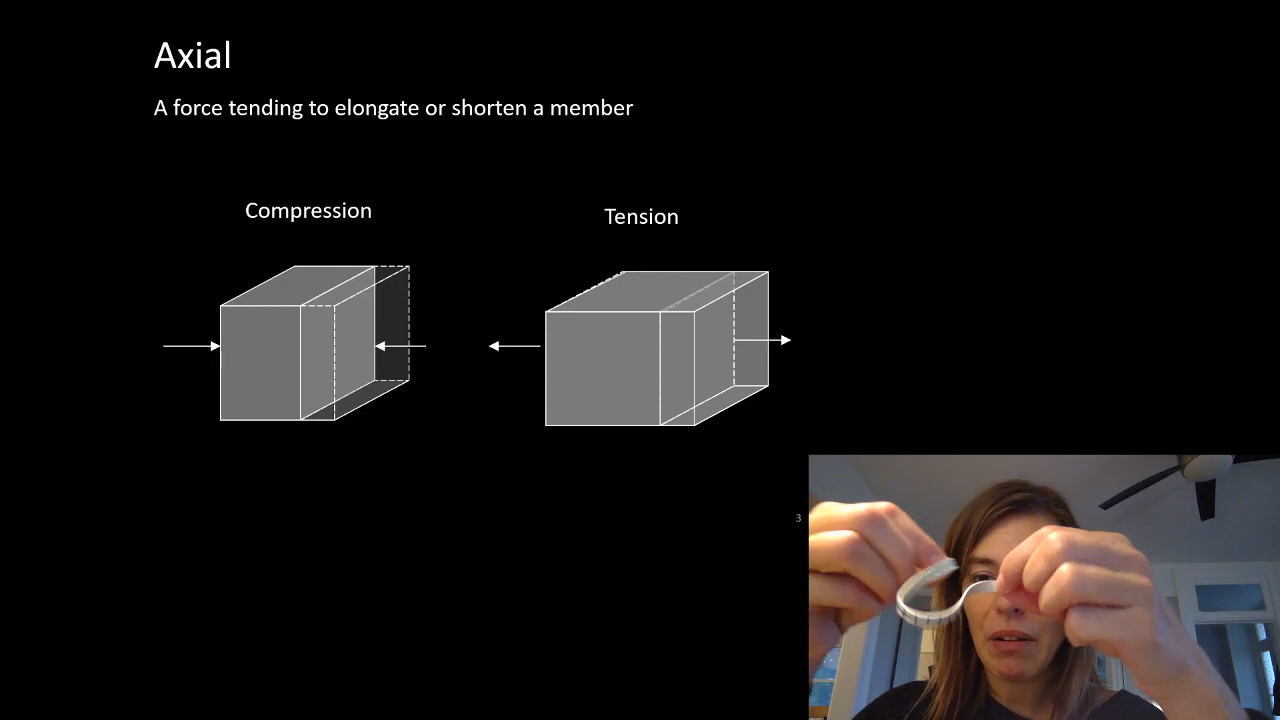 Axial
A force tending to elongate or shorten a member
Compression
Tension
3